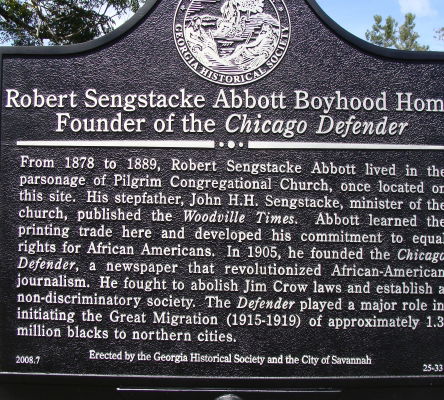 GEORGIA HISTORICAL SOCIETY
Robert Sengstacke Abbott Boyhood Hom
Founder of the Chicago Defender
From 1878 to 1889, Robert Sengstacke Abbott lived in the
parsonage of Pilgrim Congregational Church, once located on
this site. His stepfather, John H.H. Sengstacke, minister of the
church, published the Woodville Times. Abbott learned the
printing trade here and developed his commitment to equa
rights for African Americans. In 1905, he founded the Chicago
Defender, a newspaper that revolutionized African-American
journalism. He fought to abolish Jim Crow laws and establish a
non-discriminatory society. The Defender played a major role in
initiating the Great Migration (1915-1919) of approximately 1.3
million blacks to northern cities.
Erected by the Georgia Historical Society and the City of Savannah
2008.7 25-33